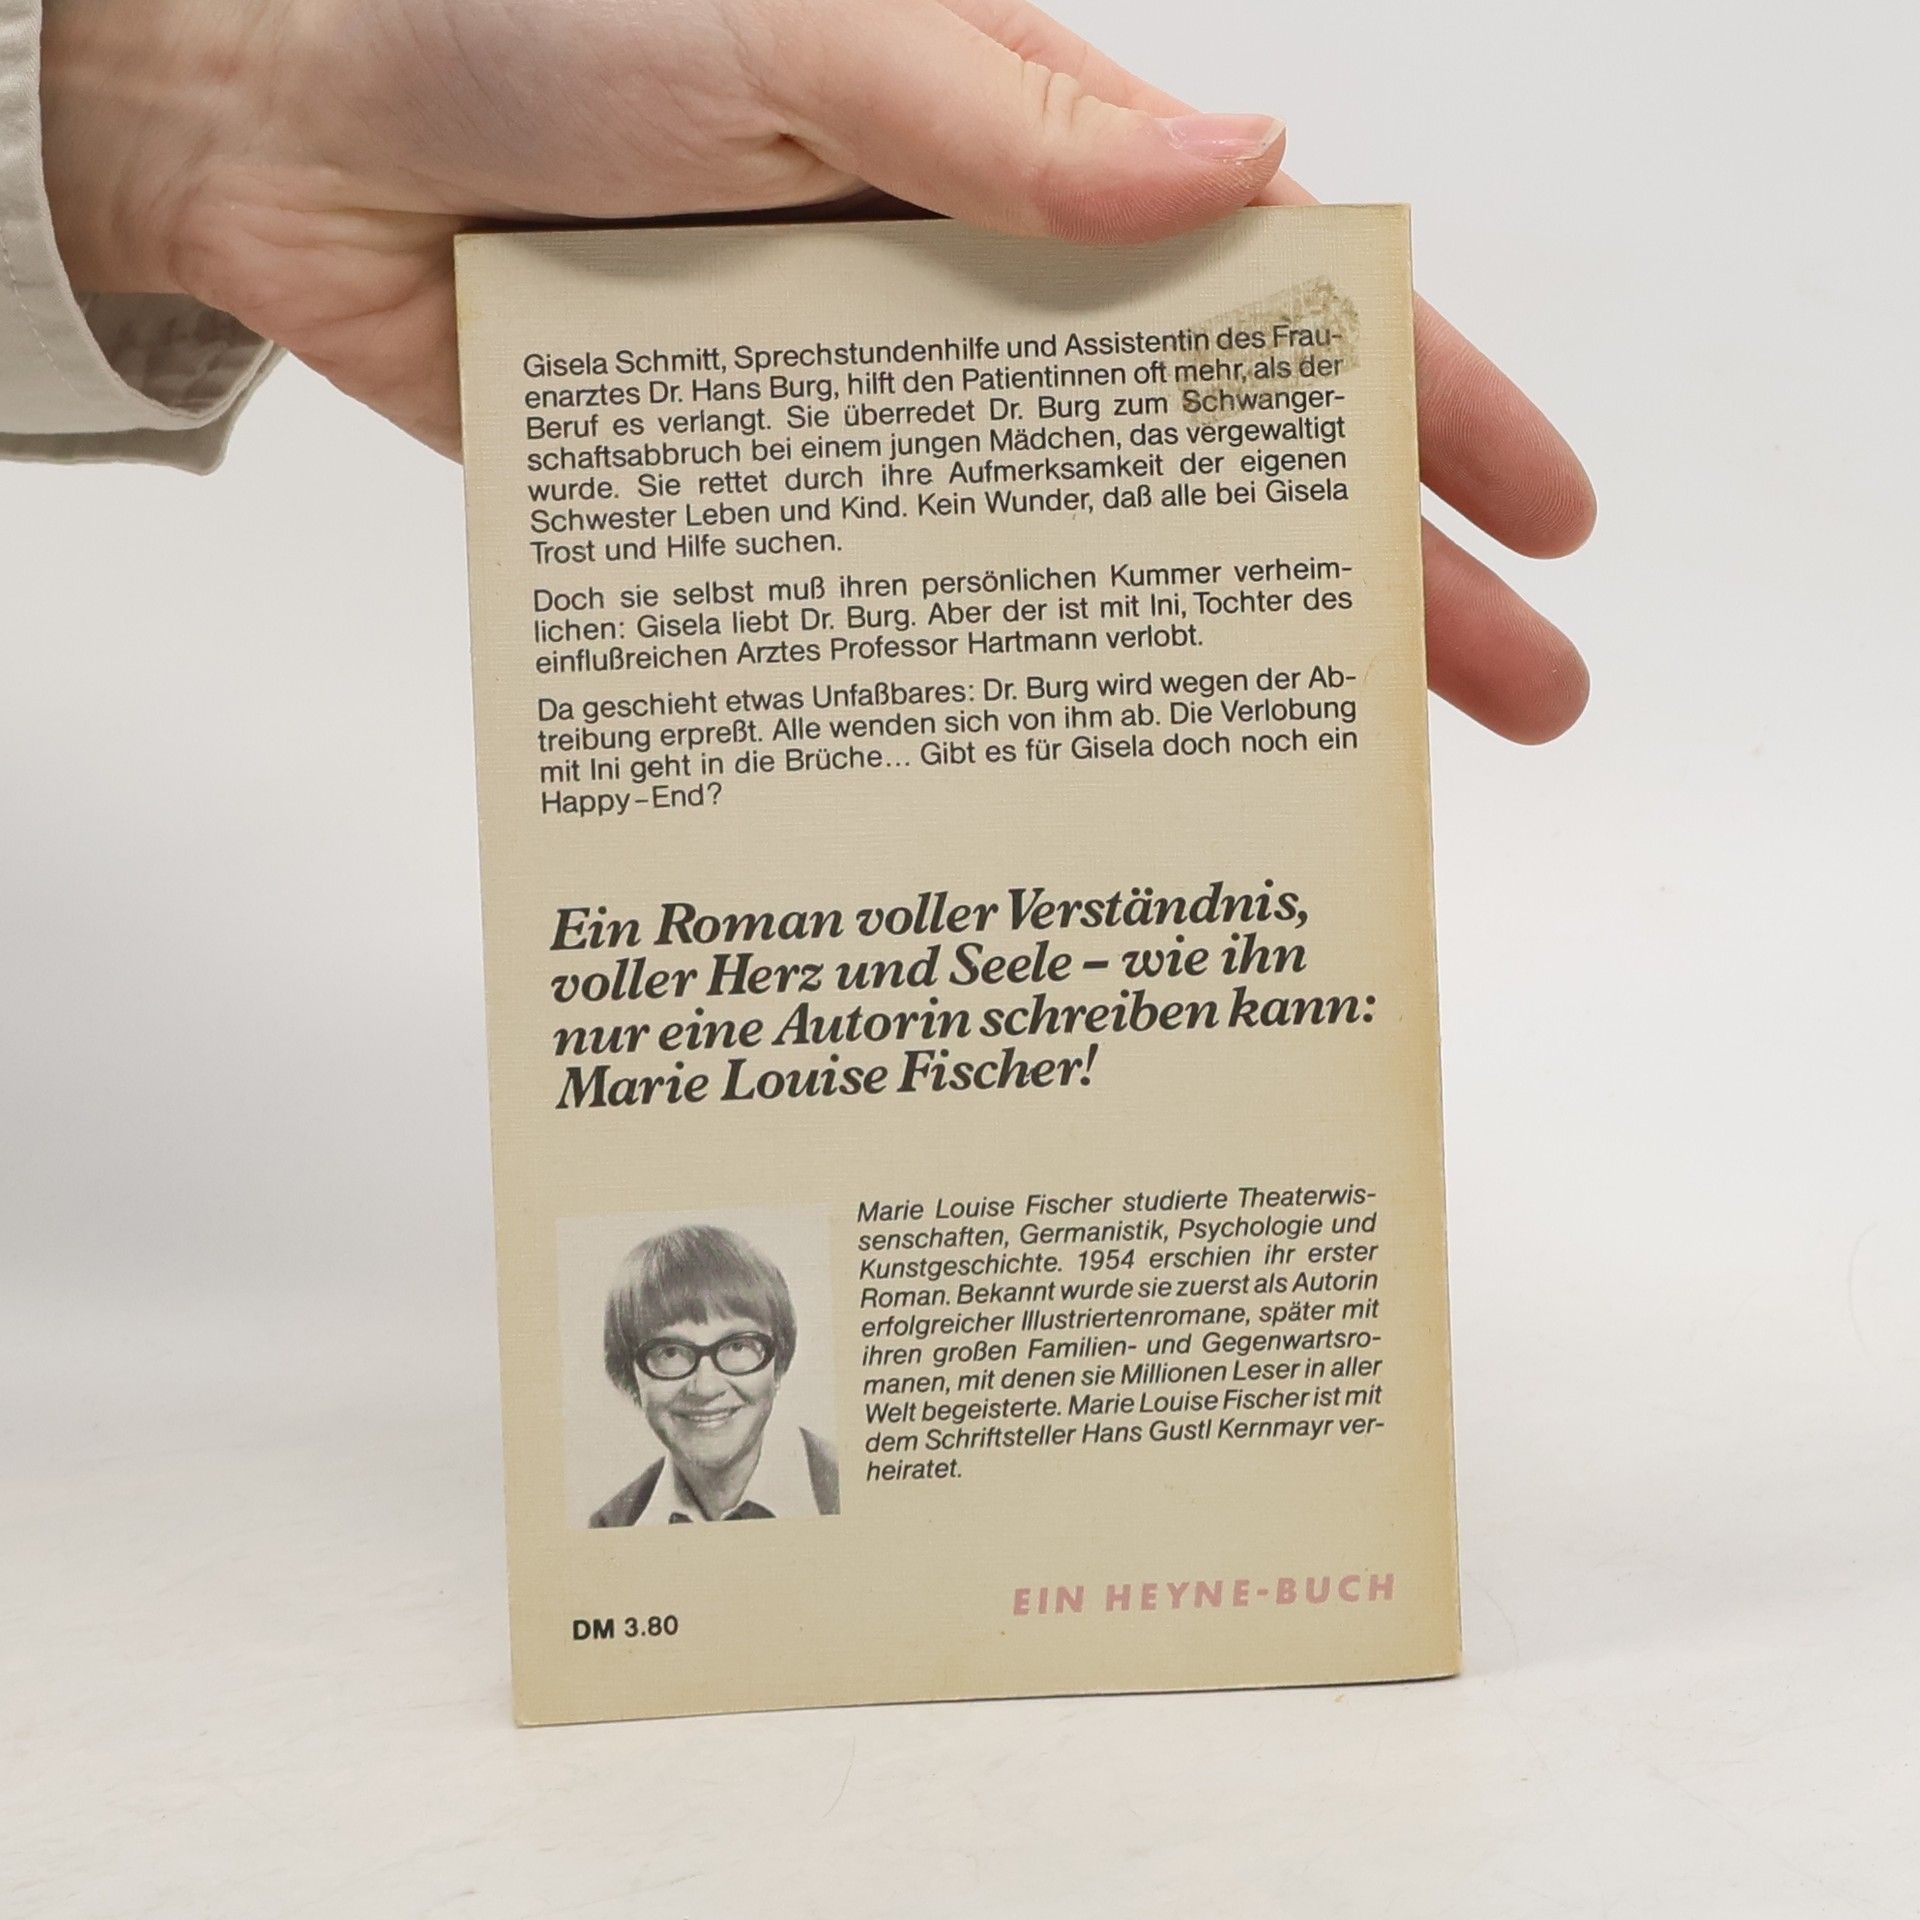 Gisela Schmitt, Sprechstundenhilfe und Assistentin des Frau-
enarztes Dr. Hans Burg, hilft den Patientinnen oft mehr, als der
Beruf es verlangt. Sie überredet Dr. Burg zum Schwanger-
schaftsabbruch bei einem jungen Mädchen, das vergewaltigt
wurde. Sie rettet durch ihre Aufmerksamkeit der eigenen
Schwester Leben und Kind. Kein Wunder, daß alle bei Gisela
Trost und Hilfe suchen.
Doch sie selbst muß ihren persönlichen Kummer verheim-
lichen: Gisela liebt Dr. Burg. Aber der ist mit Ini, Tochter des
einflußreichen Arztes Professor Hartmann verlobt.
Da geschieht etwas Unfaßbares: Dr. Burg wird wegen der Ab-
treibung erpreßt. Alle wenden sich von ihm ab. Die Verlobung
mit Ini geht in die Brüche... Gibt es für Gisela doch noch ein
Happy-End?
Ein Roman voller Verständnis,
voller Herz und Seele – wie ihn
nur eine Autorin schreiben kann:
Marie Louise Fischer!
Marie Louise Fischer studierte Theaterwis-
senschaften, Germanistik, Psychologie und
Kunstgeschichte. 1954 erschien ihr erster
Roman. Bekannt wurde sie zuerst als Autorin
erfolgreicher Illustriertenromane, später mit
ihren großen Familien- und Gegenwartsro-
manen, mit denen sie Millionen Leser in aller
Welt begeisterte. Marie Louise Fischer ist mit
dem Schriftsteller Hans Gustl Kernmayr ver-
heiratet.
EIN HEYNE-BUCH
DM 3.80